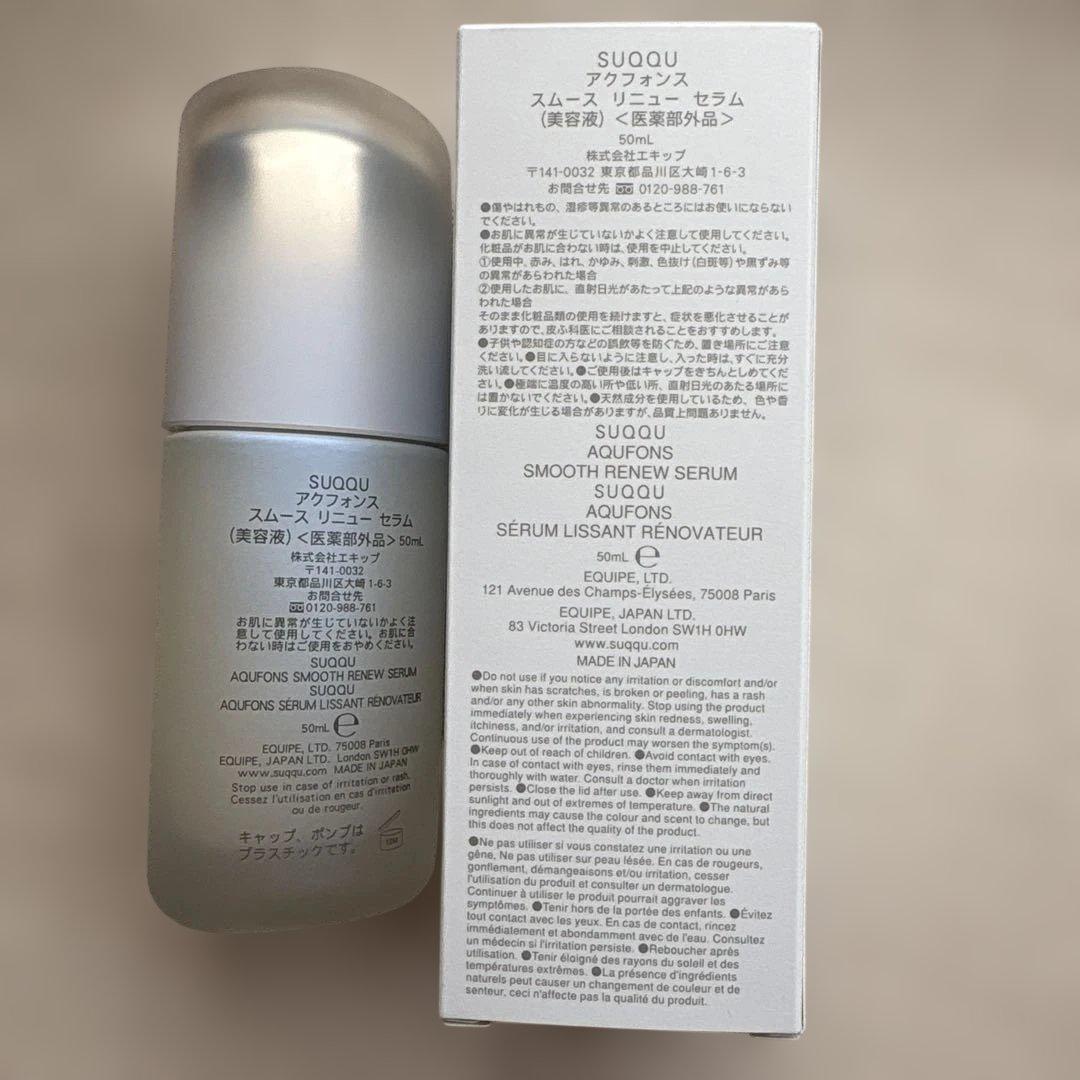 SUQQU
アクフォンス
スムース リニュー セラム
(美容液) <医薬部外品> 50mL
株式会社エキップ
〒141-0032
東京都品川区大崎1-6-3
お問合せ先
0120-988-761
お肌に異常が生じていないかよく注
意して使用してください。お肌に合
わない時はご使用をおやめください。
SUQQU
AQUFONS SMOOTH RENEW SERUM
SUQQU
AQUFONS SÉRUM LISSANT RÉNOVATEUR
50mL ℮
EQUIPE, LTD. 75008 Paris
EQUIPE, JAPAN LTD. London SW1H 0HW
www.suqqu.com MADE IN JAPAN
Stop use in case of irritation or rash.
Cessez l'utilisation en cas d'irritation
ou de rougeur.
キャップ、ポンプは
プラスチックです。
12M
SUQQU
アクフォンス
スムース リニュー セラム
(美容液) <医薬部外品>
50mL
株式会社エキップ
〒141-0032 東京都品川区大崎1-6-3
お問合せ先 0120-988-761
●傷やはれもの、湿疹等異常のあるところにはお使いにならない
でください。
●お肌に異常が生じていないかよく注意して使用してください。
化粧品がお肌に合わない時は、使用を中止してください。
①使用中、赤み、はれ、かゆみ、刺激、色抜け(白斑等)や黒ずみ等
の異常があらわれた場合
②使用したお肌に、直射日光があたって上記のような異常があら
われた場合
そのまま化粧品類の使用を続けますと、症状を悪化させることが
ありますので、皮ふ科医にご相談されることをおすすめします。
●子供や認知症の方などの誤飲等を防ぐため、置き場所にご注意
ください。●目に入らないように注意し、入った時は、すぐに充分
洗い流してください。●ご使用後はキャップをきちんとしめてくだ
さい。●極端に温度の高い所や低い所、直射日光のあたる場所に
は置かないでください。●天然成分を使用しているため、色や香
りに変化が生じる場合がありますが、品質上問題ありません。
SUQQU
AQUFONS
SMOOTH RENEW SERUM
SUQQU
AQUFONS
SÉRUM LISSANT RÉNOVATEUR
50mL ℮
EQUIPE, LTD.
121 Avenue des Champs-Élysées, 75008 Paris
EQUIPE, JAPAN LTD.
83 Victoria Street London SW1H 0HW
www.suqqu.com
MADE IN JAPAN
●Do not use if you notice any irritation or discomfort and/or
when skin has scratches, is broken or peeling, has a rash
and/or any other skin abnormality. Stop using the product
immediately when experiencing skin redness, swelling,
itchiness, and/or irritation, and consult a dermatologist.
Continuous use of the product may worsen the symptom(s).
●Keep out of reach of children. ●Avoid contact with eyes.
In case of contact with eyes, rinse them immediately and
thoroughly with water. Consult a doctor when irritation
persists. ●Close the lid after use. ●Keep away from direct
sunlight and out of extremes of temperature. ●The natural
ingredients may cause the colour and scent to change, but
this does not affect the quality of the product.
●Ne pas utiliser si vous constatez une irritation ou une
gêne, Ne pas utiliser sur peau lésée. En cas de rougeurs,
gonflement, démangeaisons et/ou irritation, cesser
l'utilisation du produit et consulter un dermatologue.
Continuer à utiliser le produit pourrait aggraver les
symptômes. ●Tenir hors de la portée des enfants. ●Évitez
tout contact avec les yeux. En cas de contact, rincez
immédiatement et abondamment avec de l'eau. Consultez
un médecin si l'irritation persiste. ●Reboucher après
utilisation. ●Tenir éloigné des rayons du soleil et des
températures extrêmes. ●La présence d'ingrédients
naturels peut causer un changement de couleur et de
senteur, ceci n'affecte pas la qualité du produit.